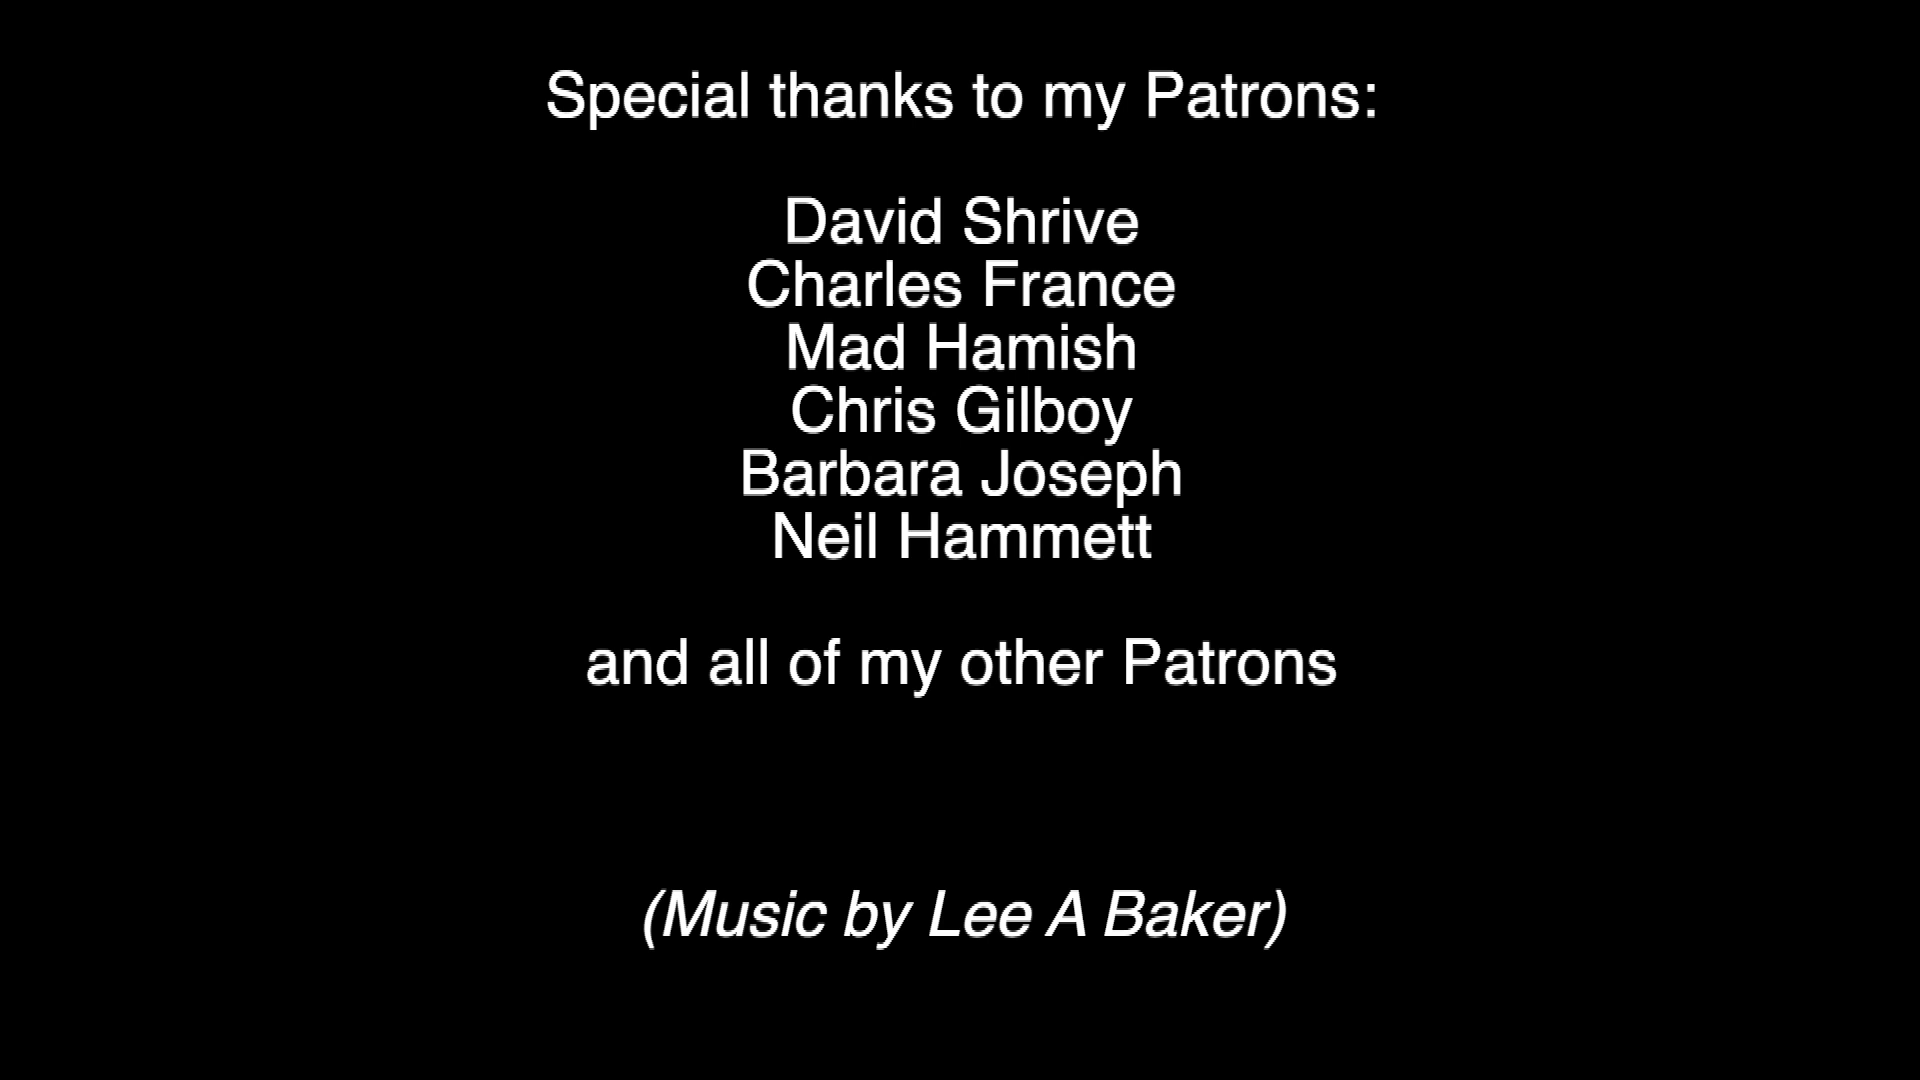 Special thanks to my Patrons:
David Shrive
Charles France
Mad Hamish
Chris Gilboy
Barbara Joseph
Neil Hammett
and all of my other Patrons
(Music by Lee A Baker)